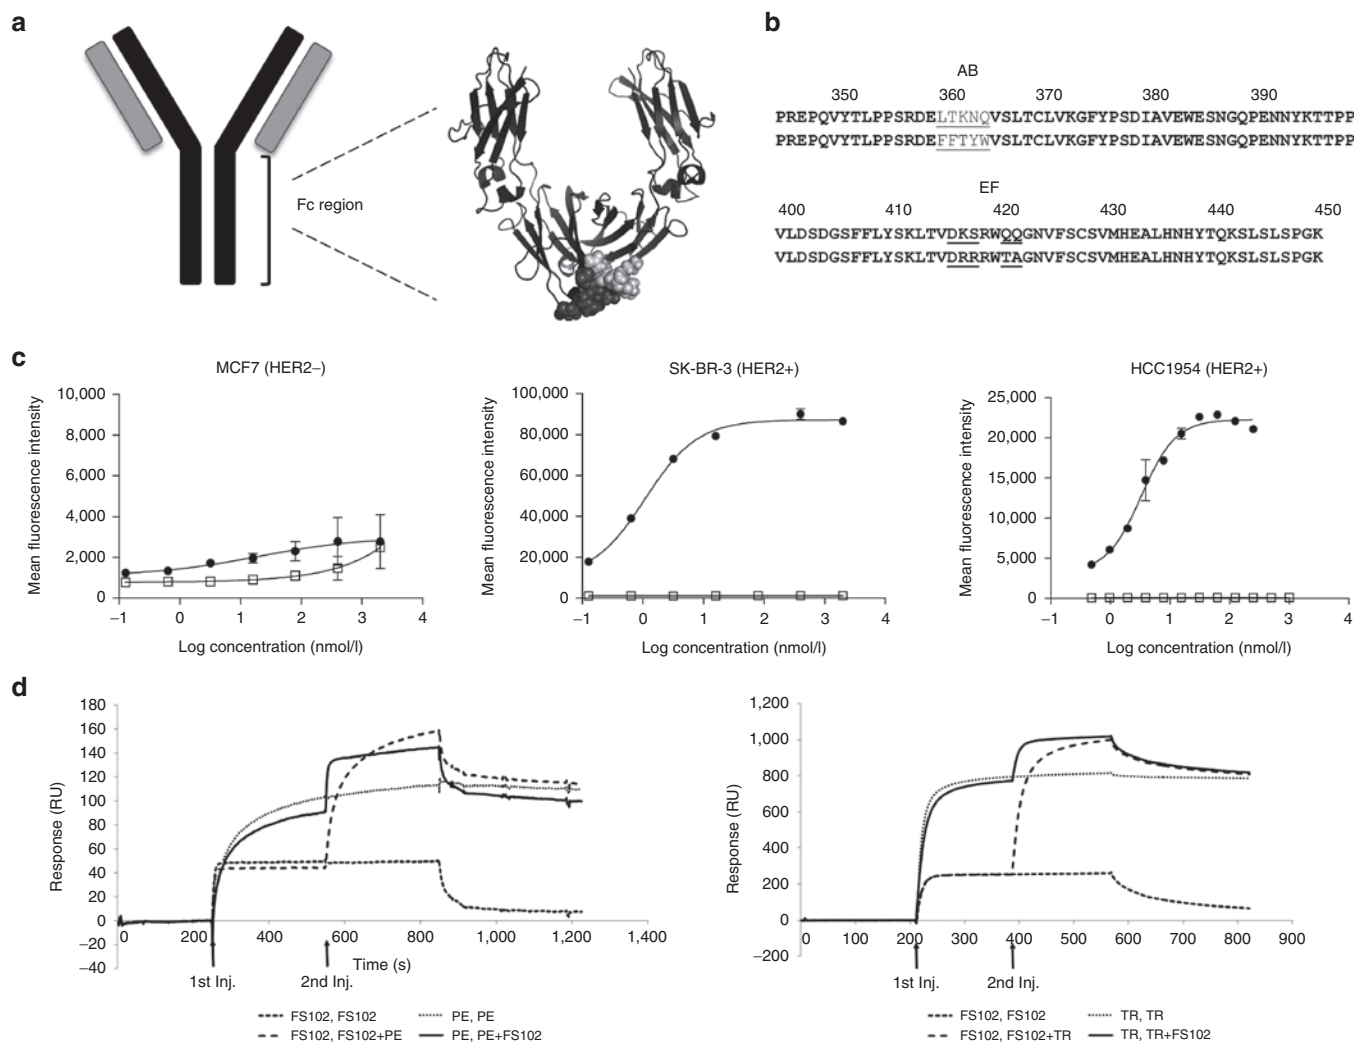 a
Fc region
b
AB
350 360 370 380 390
PREPQVYTLPPSRDELTKNQVSLTCLVKGFYPSDIAVEWESNGQPENNYKTTPP
PREPQVYTLPPSRDEFFTYWVSLTCLVKGFYPSDIAVEWESNGQPENNYKTTPP
EF
400 410 420 430 440 450
VLDSDGSFFLYSKLTVDKSRWQQGNVFSCSVMHEALHNHYTQKSLSLSPGK
VLDSDGSFFLYSKLTVDRRRWTAGNVFSCSVMHEALHNHYTQKSLSLSPGK
c
MCF7 (HER2−)
Mean fluorescence intensity
10,000
8,000
6,000
4,000
2,000
0
−1 0 1 2 3 4
Log concentration (nmol/l)
SK-BR-3 (HER2+)
Mean fluorescence intensity
100,000
80,000
60,000
40,000
20,000
0
−1 0 1 2 3 4
Log concentration (nmol/l)
HCC1954 (HER2+)
Mean fluorescence intensity
25,000
20,000
15,000
10,000
5,000
0
−1 0 1 2 3 4
Log concentration (nmol/l)
d
Response (RU)
180
160
140
120
100
80
60
40
20
0
−20
−40
0 200 400 600 800 1,000 1,200 1,400
Time (s)
1st Inj. 2nd Inj.
FS102, FS102 PE, PE
FS102, FS102+PE PE, PE+FS102
Response (RU)
1,200
1,000
800
600
400
200
0
−200
0 100 200 300 400 500 600 700 800 900
1st Inj. 2nd Inj.
FS102, FS102 TR, TR
FS102, FS102+TR TR, TR+FS102